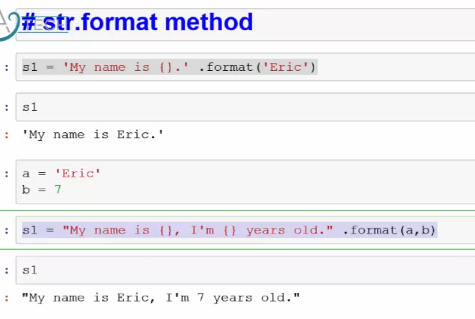 # str.format method
: s1 = 'My name is {}.' .format('Eric')
: s1
: 'My name is Eric.'
: a = 'Eric'
b = 7
: s1 = "My name is {}, I'm {} years old." .format(a,b)
: s1
: "My name is Eric, I'm 7 years old."